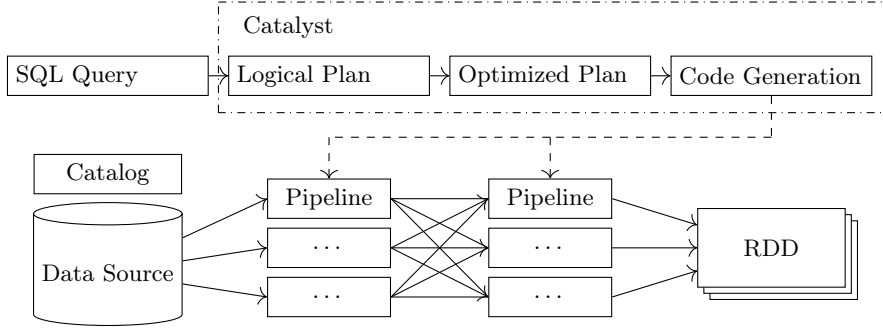 Catalyst
SQL Query
Logical Plan
Optimized Plan
Code Generation
Catalog
Pipeline
Pipeline
Data Source
...
...
RDD
...
...